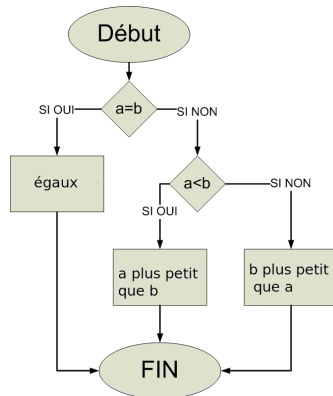 Début
a=b
SI OUI
SI NON
égaux
a<b
SI OUI
SI NON
a plus petit
que b
b plus petit
que a
FIN